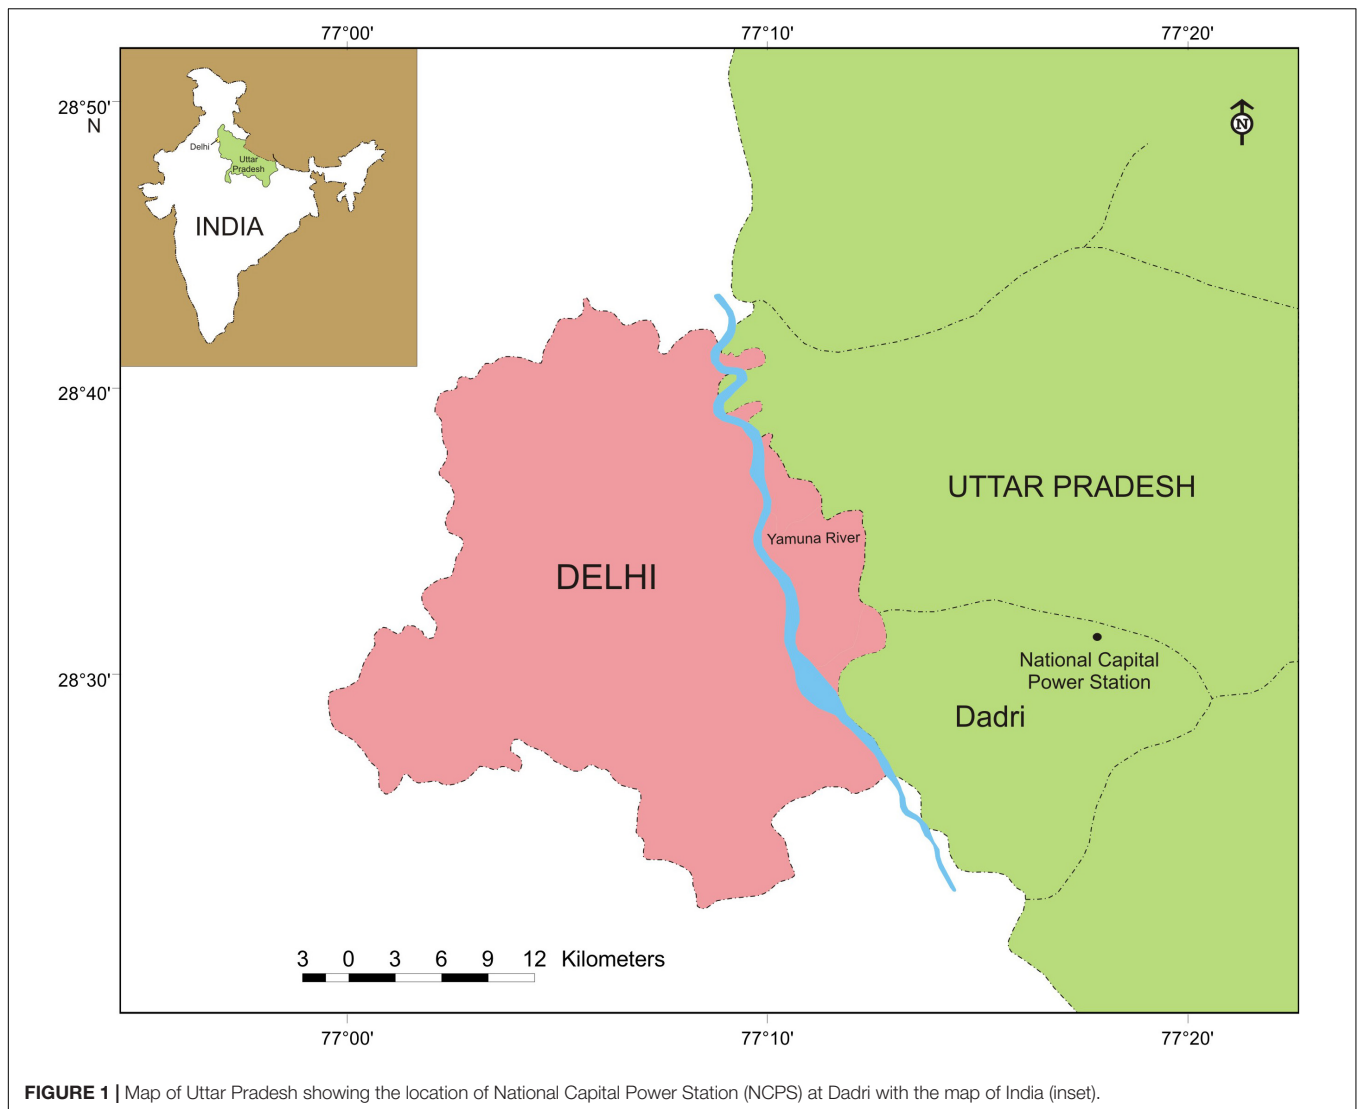 77°00' 77°10' 77°20'
28°50'
N
N
Delhi
Uttar
Pradesh
INDIA
28°40'
UTTAR PRADESH
Yamuna River
DELHI
National Capital
Power Station
28°30'
Dadri
3 0 3 6 9 12 Kilometers
77°00' 77°10' 77°20'
FIGURE 1 | Map of Uttar Pradesh showing the location of National Capital Power Station (NCPS) at Dadri with the map of India (inset).